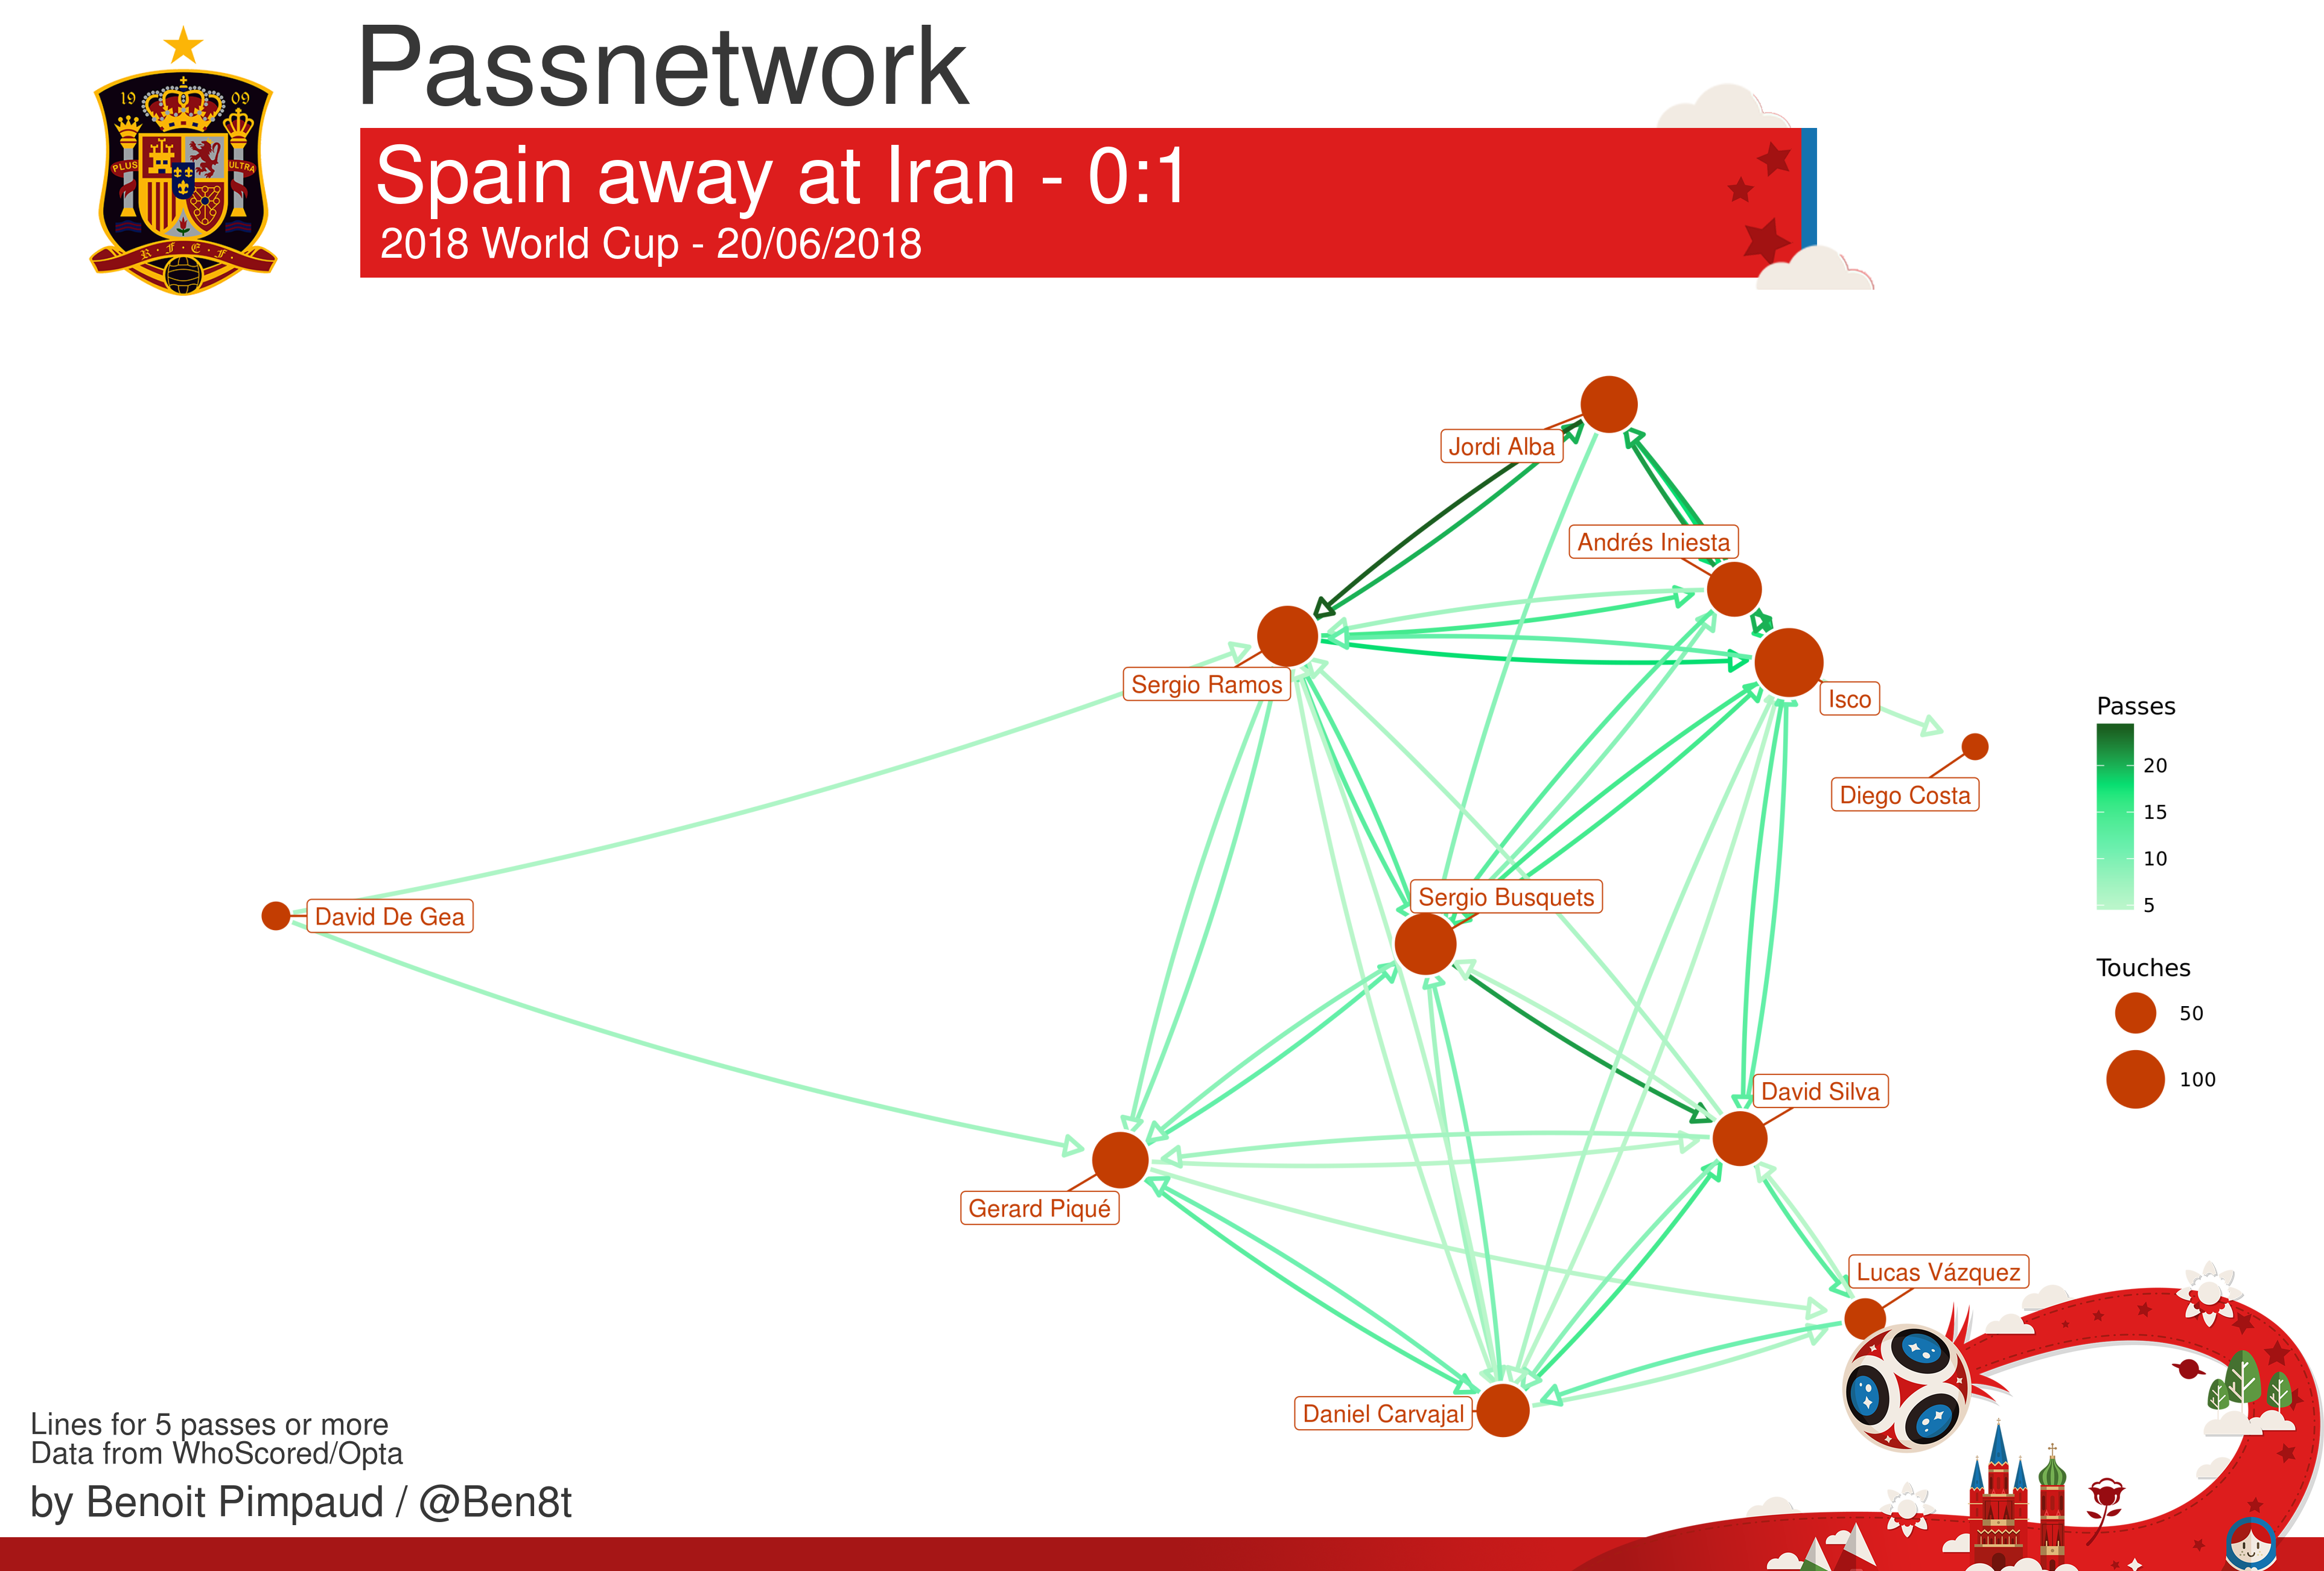 Passnetwork
19 09
PLUS ULTRA
R.F.E.F.
Spain away at Iran - 0:1
2018 World Cup - 20/06/2018
Jordi Alba
Andrés Iniesta
Sergio Ramos
Isco
Diego Costa
Sergio Busquets
David De Gea
David Silva
Gerard Piqué
Lucas Vázquez
Daniel Carvajal
Passes
20
15
10
5
Touches
50
100
Lines for 5 passes or more
Data from WhoScored/Opta
by Benoit Pimpaud / @Ben8t